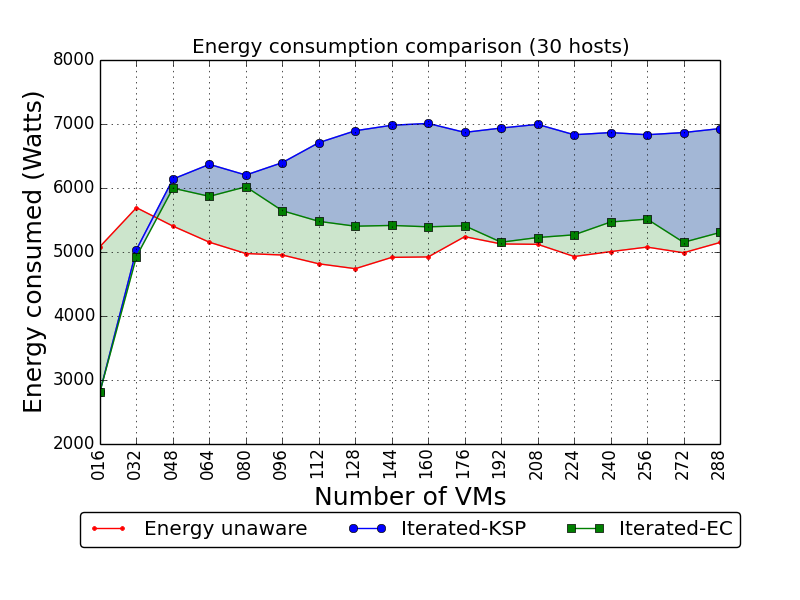 Energy consumption comparison (30 hosts)
Energy consumed (Watts)
8000
7000
6000
5000
4000
3000
2000
016 032 048 064 080 096 112 128 144 160 176 192 208 224 240 256 272 288
Number of VMs
Energy unaware Iterated-KSP Iterated-EC